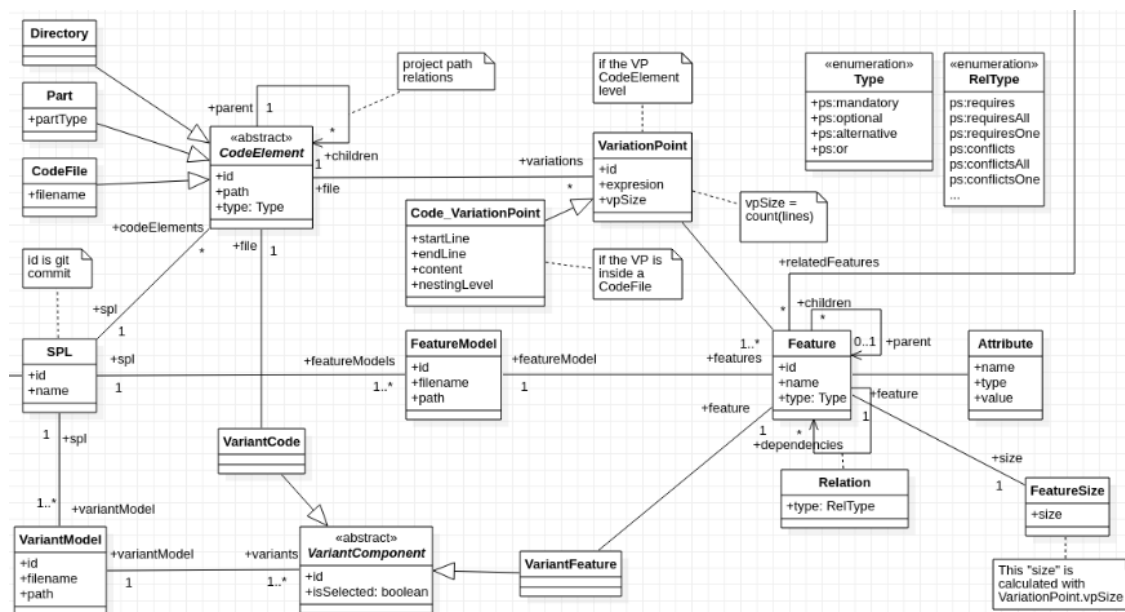 Directory
Part
+partType
CodeFile
+filename
project path
relations
+parent
1
*
+children
«abstract»
CodeElement
+id
+path
+type: Type
1
+file
+variations
*
if the VP
CodeElement
level
VariationPoint
+id
+expresion
+vpSize
«enumeration»
Type
+ps:mandatory
+ps:optional
+ps:alternative
+ps:or
«enumeration»
RelType
ps:requires
ps:requiresAll
ps:requiresOne
ps:conflicts
ps:conflictsAll
ps:conflictsOne
...
vpSize =
count(lines)
Code_VariationPoint
+startLine
+endLine
+content
+nestingLevel
if the VP is
inside a
CodeFile
+codeElements
*
+file
1
id is git
commit
+spl
1
+relatedFeatures
*
+children
*
0..1
+parent
SPL
+id
+name
+spl
1
+featureModels
1..*
FeatureModel
+id
+filename
+path
+featureModel
1
1..*
+features
Feature
+id
+name
+type: Type
Attribute
+name
+type
+value
+feature
1
*
+dependencies
+feature
1
1
+spl
1..*
+variantModel
VariantCode
Relation
+type: RelType
+size
1
FeatureSize
+size
VariantModel
+id
+filename
+path
+variantModel
1
+variants
1..*
«abstract»
VariantComponent
+id
+isSelected: boolean
VariantFeature
This "size" is
calculated with
VariationPoint.vpSize